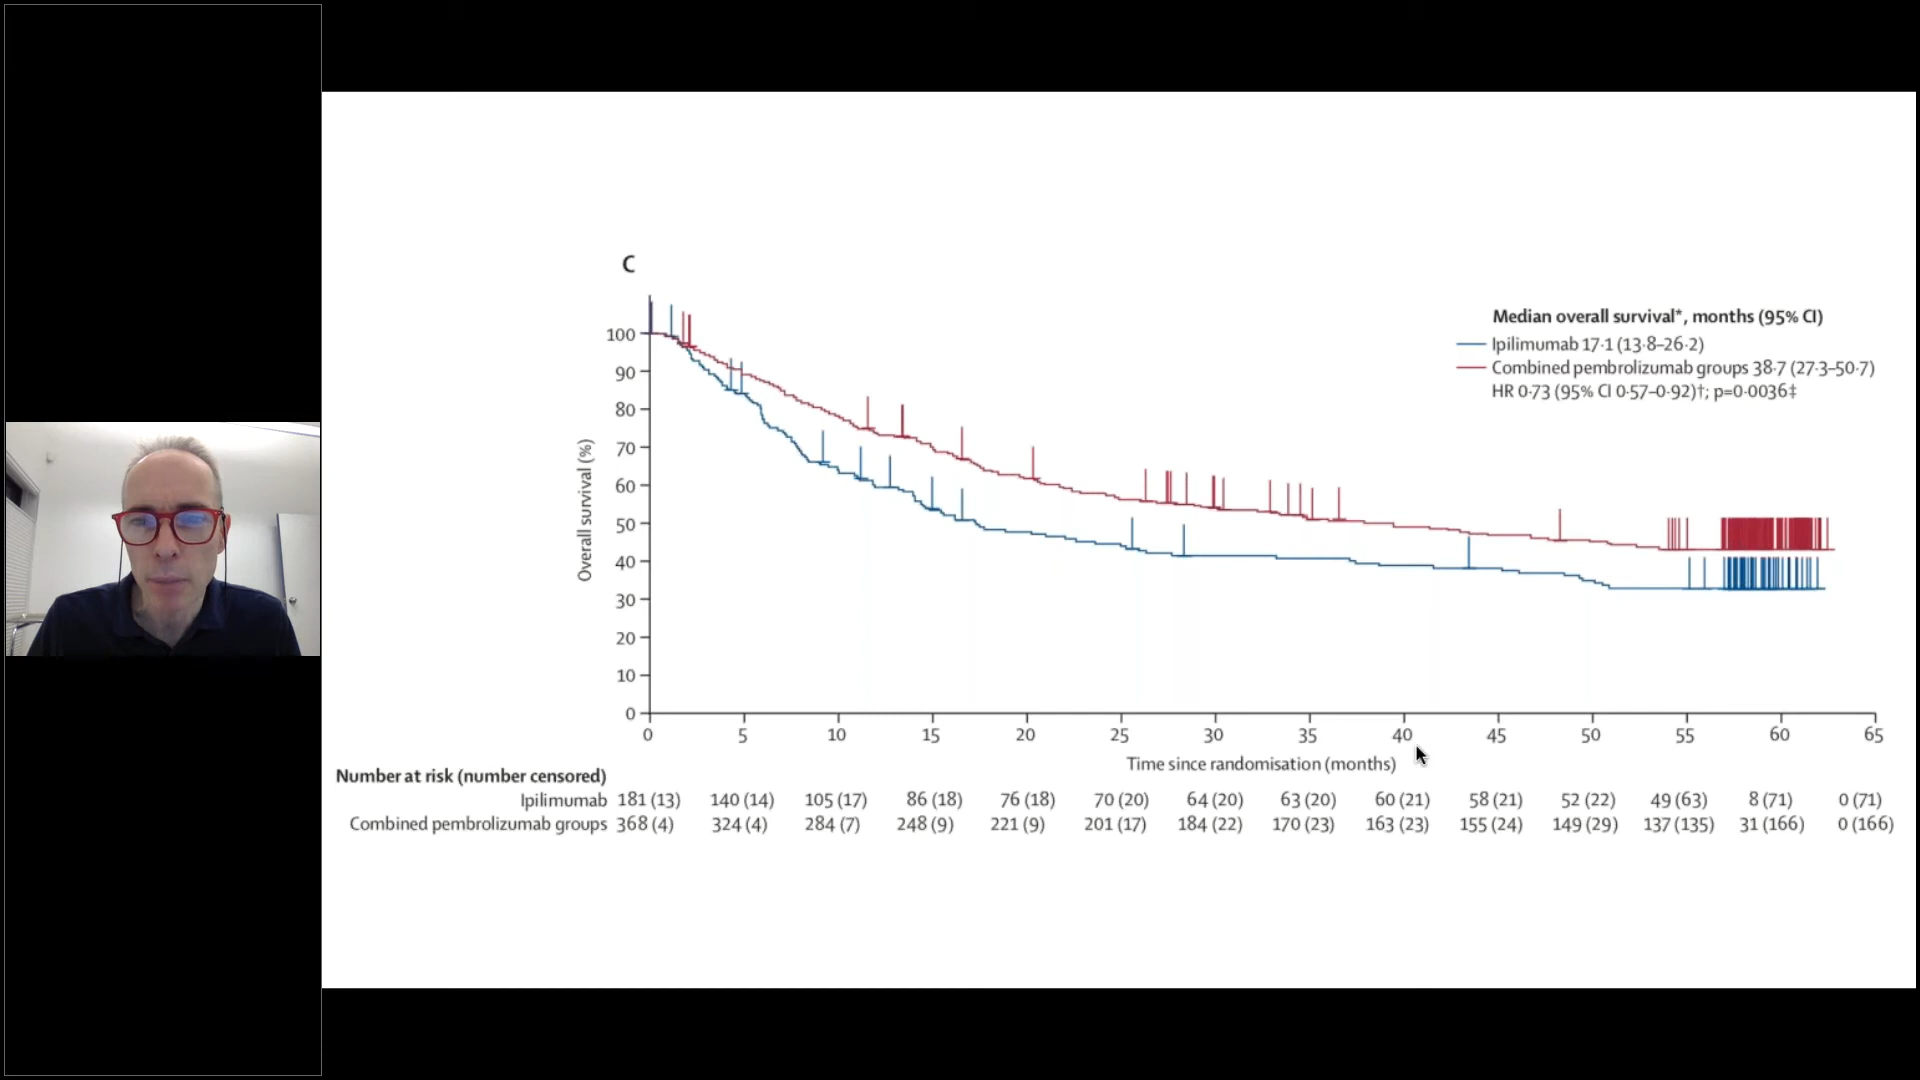 C
Median overall survival*, months (95% CI)
Ipilimumab 17·1 (13·8–26·2)
Combined pembrolizumab groups 38·7 (27·3–50·7)
HR 0·73 (95% CI 0·57–0·92)†; p=0·0036‡
Overall survival (%)
100
90
80
70
60
50
40
30
20
10
0
0 5 10 15 20 25 30 35 40 45 50 55 60 65
Time since randomisation (months)
Number at risk (number censored)
Ipilimumab 181 (13) 140 (14) 105 (17) 86 (18) 76 (18) 70 (20) 64 (20) 63 (20) 60 (21) 58 (21) 52 (22) 49 (63) 8 (71) 0 (71)
Combined pembrolizumab groups 368 (4) 324 (4) 284 (7) 248 (9) 221 (9) 201 (17) 184 (22) 170 (23) 163 (23) 155 (24) 149 (29) 137 (135) 31 (166) 0 (166)